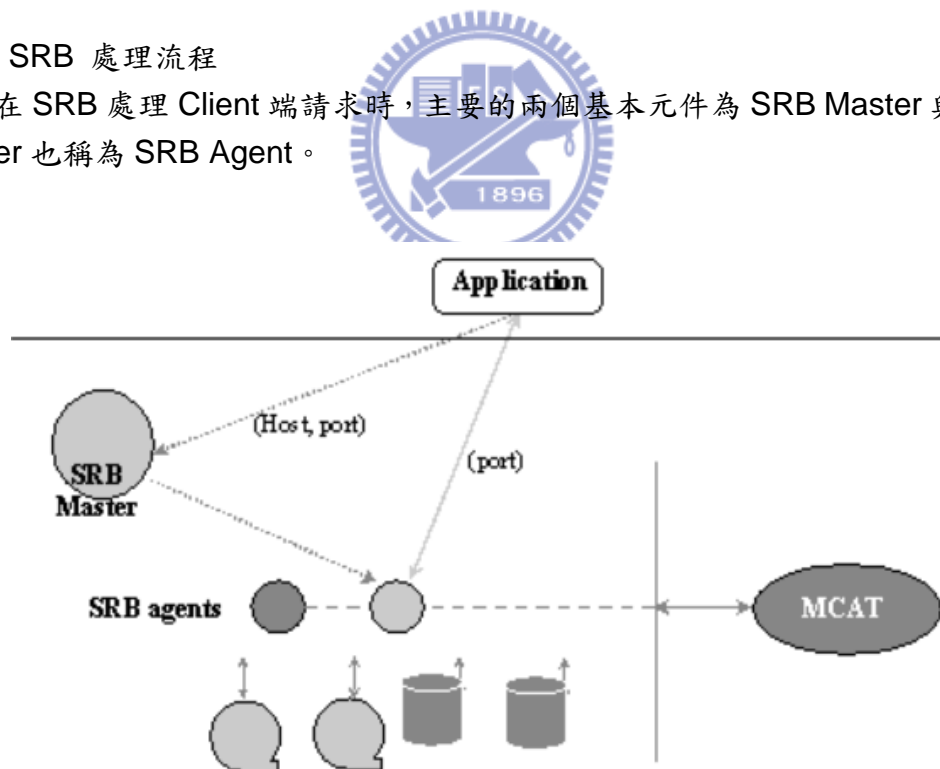 SRB 處理流程
在 SRB 處理 Client 端請求時，主要的兩個基本元件為 SRB Master
er 也稱為 SRB Agent。
1896
Application
(Host, port)
(port)
SRB
Master
SRB agents
MCAT